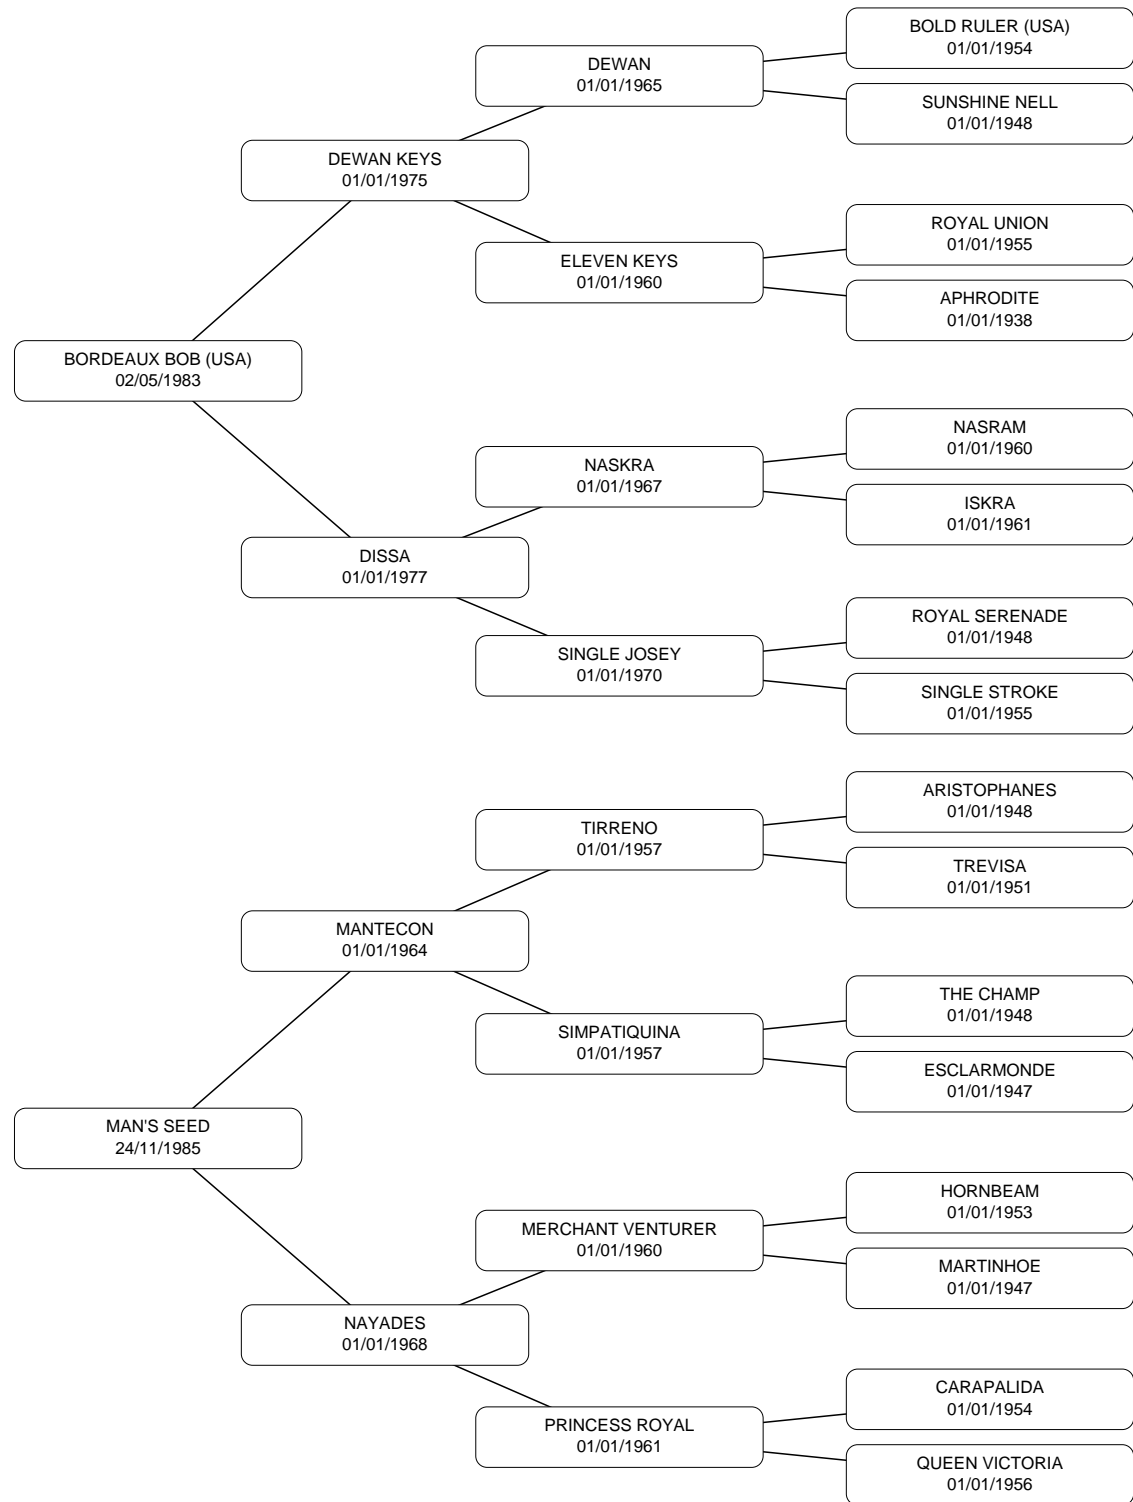 BOLD RULER (USA)
01/01/1954
DEWAN
01/01/1965
SUNSHINE NELL
01/01/1948
DEWAN KEYS
01/01/1975
ROYAL UNION
01/01/1955
ELEVEN KEYS
01/01/1960
APHRODITE
01/01/1938
BORDEAUX BOB (USA)
02/05/1983
NASRAM
01/01/1960
NASKRA
01/01/1967
ISKRA
01/01/1961
DISSA
01/01/1977
ROYAL SERENADE
01/01/1948
SINGLE JOSEY
01/01/1970
SINGLE STROKE
01/01/1955
ARISTOPHANES
01/01/1948
TIRRENO
01/01/1957
TREVISA
01/01/1951
MANTECON
01/01/1964
THE CHAMP
01/01/1948
SIMPATIQUINA
01/01/1957
ESCLARMONDE
01/01/1947
MAN'S SEED
24/11/1985
HORNBEAM
01/01/1953
MERCHANT VENTURER
01/01/1960
MARTINHOE
01/01/1947
NAYADES
01/01/1968
CARAPALIDA
01/01/1954
PRINCESS ROYAL
01/01/1961
QUEEN VICTORIA
01/01/1956